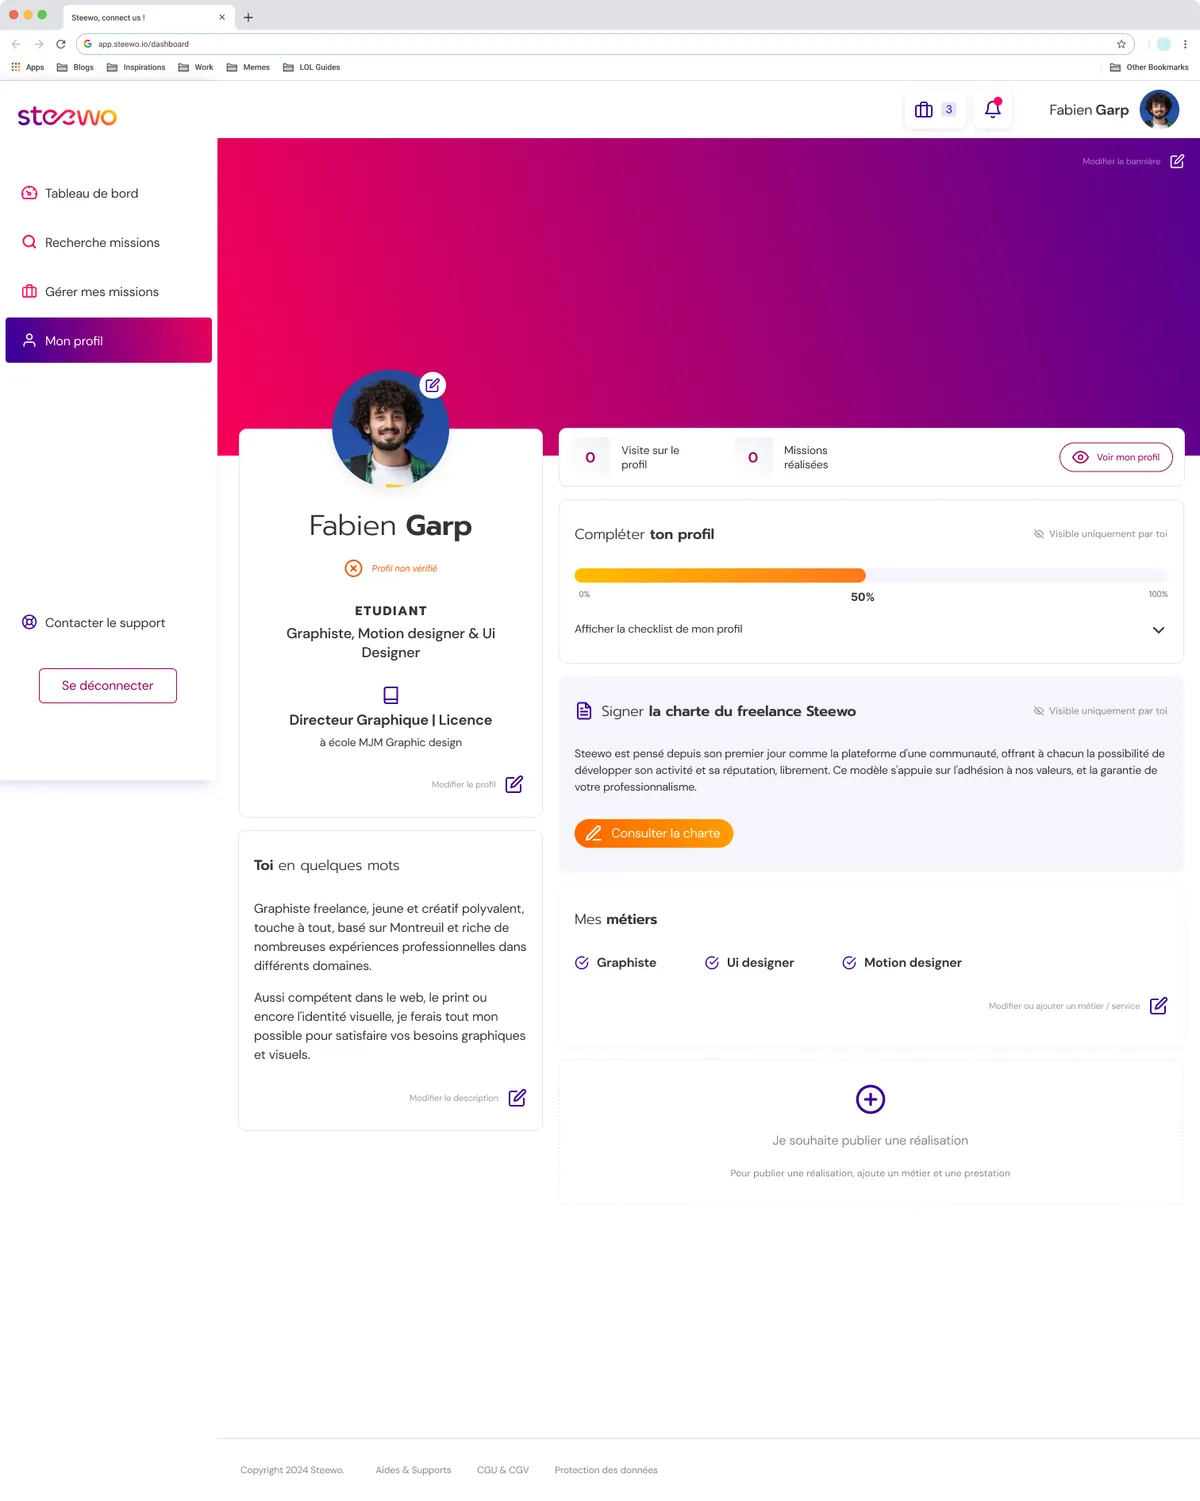 Steewo, connect us !
app.steewo.io/dashboard
Apps
Blogs
Inspirations
Work
Memes
LOL Guides
Other Bookmarks
steewo
3
Fabien Garp
Modifier la bannière
Tableau de bord
Recherche missions
Gérer mes missions
Mon profil
Contacter le support
Se déconnecter
Fabien Garp
Profil non vérifié
ETUDIANT
Graphiste, Motion designer & Ui
Designer
Directeur Graphique | Licence
à école MJM Graphic design
Modifier le profil
Toi en quelques mots
Graphiste freelance, jeune et créatif polyvalent,
touche à tout, basé sur Montreuil et riche de
nombreuses expériences professionnelles dans
différents domaines.
Aussi compétent dans le web, le print ou
encore l'identité visuelle, je ferais tout mon
possible pour satisfaire vos besoins graphiques
et visuels.
Modifier le description
0
Visite sur le
profil
0
Missions
réalisées
Voir mon profil
Compléter ton profil
Visible uniquement par toi
0%
50%
100%
Afficher la checklist de mon profil
Signer la charte du freelance Steewo
Visible uniquement par toi
Steewo est pensé depuis son premier jour comme la plateforme d'une communauté, offrant à chacun la possibilité de
développer son activité et sa réputation, librement. Ce modèle s'appuie sur l'adhésion à nos valeurs, et la garantie de
votre professionnalisme.
Consulter la charte
Mes métiers
Graphiste
Ui designer
Motion designer
Modifier ou ajouter un métier / service
Je souhaite publier une réalisation
Pour publier une réalisation, ajoute un métier et une prestation
Copyright 2024 Steewo.
Aides & Supports
CGU & CGV
Protection des données